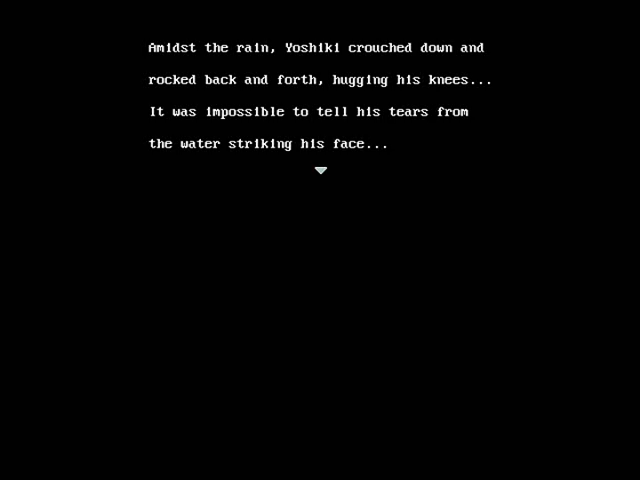 Amidst the rain, Yoshiki crouched down and
rocked back and forth, hugging his knees...
It was impossible to tell his tears from
the water striking his face...